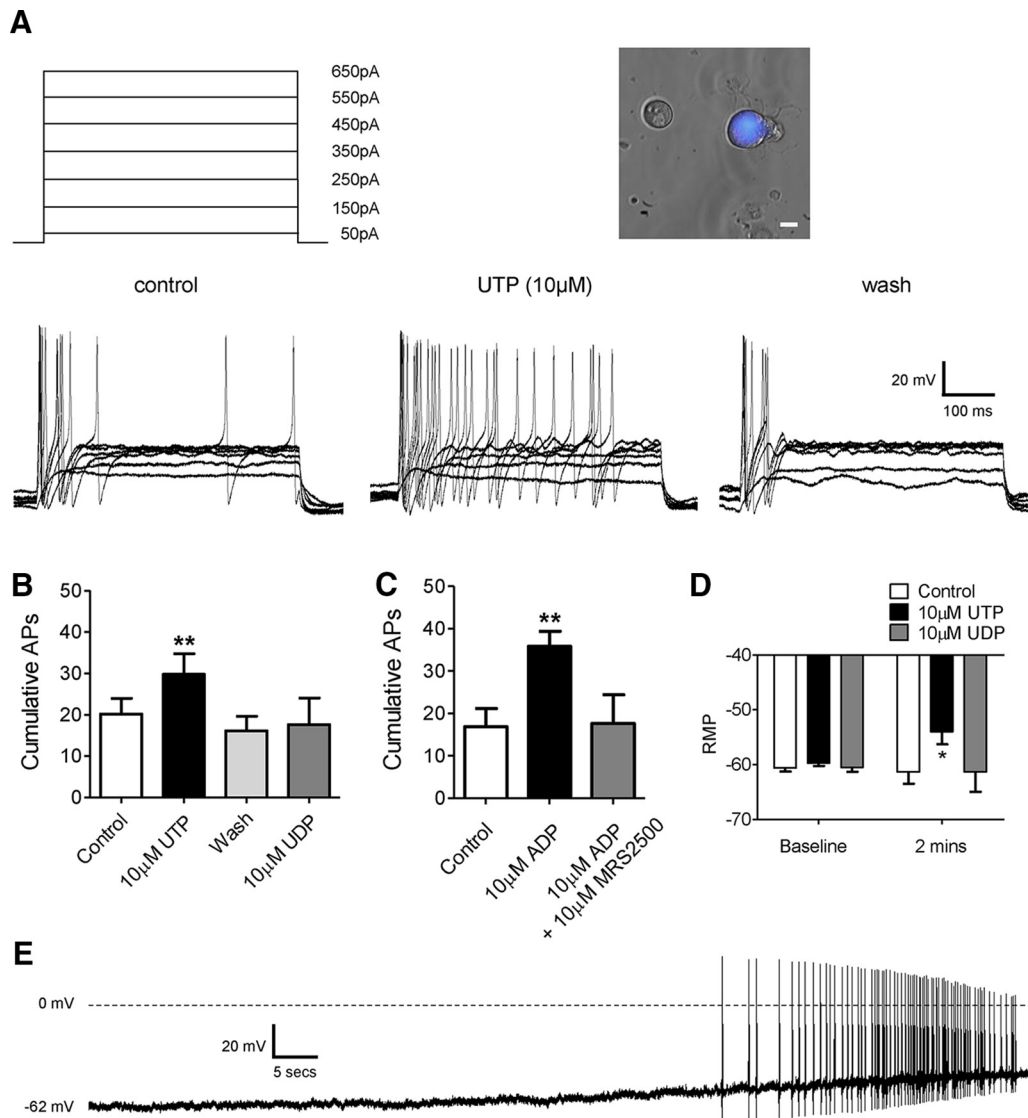 A
650pA
550pA
450pA
350pA
250pA
150pA
50pA
control
UTP (10µM)
wash
20 mV
100 ms
B
Cumulative APs
50
40
30
20
10
0
**
Control
10µM UTP
Wash
10µM UDP
C
Cumulative APs
50
40
30
20
10
0
**
Control
10µM ADP
10µM ADP
+ 10µM MRS2500
D
Control
10µM UTP
10µM UDP
RMP
-40
-50
-60
-70
*
Baseline
2 mins
E
0 mV
20 mV
5 secs
-62 mV